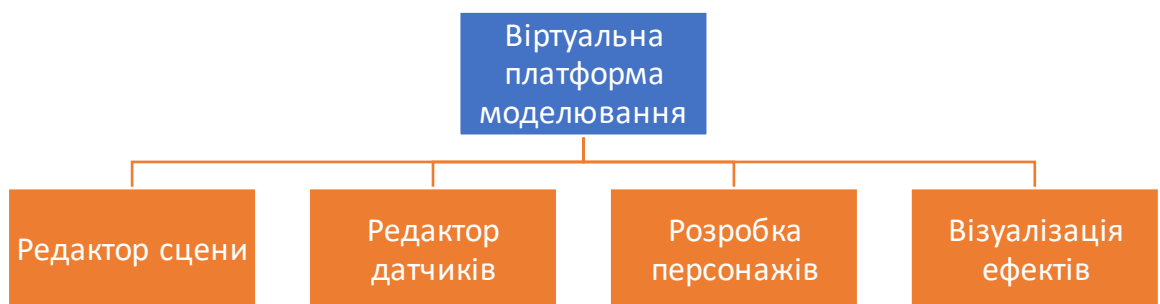 Віртуальна
платформа
моделювання
Редактор сцени
Редактор
датчиків
Розробка
персонажів
Візуалізація
ефектів